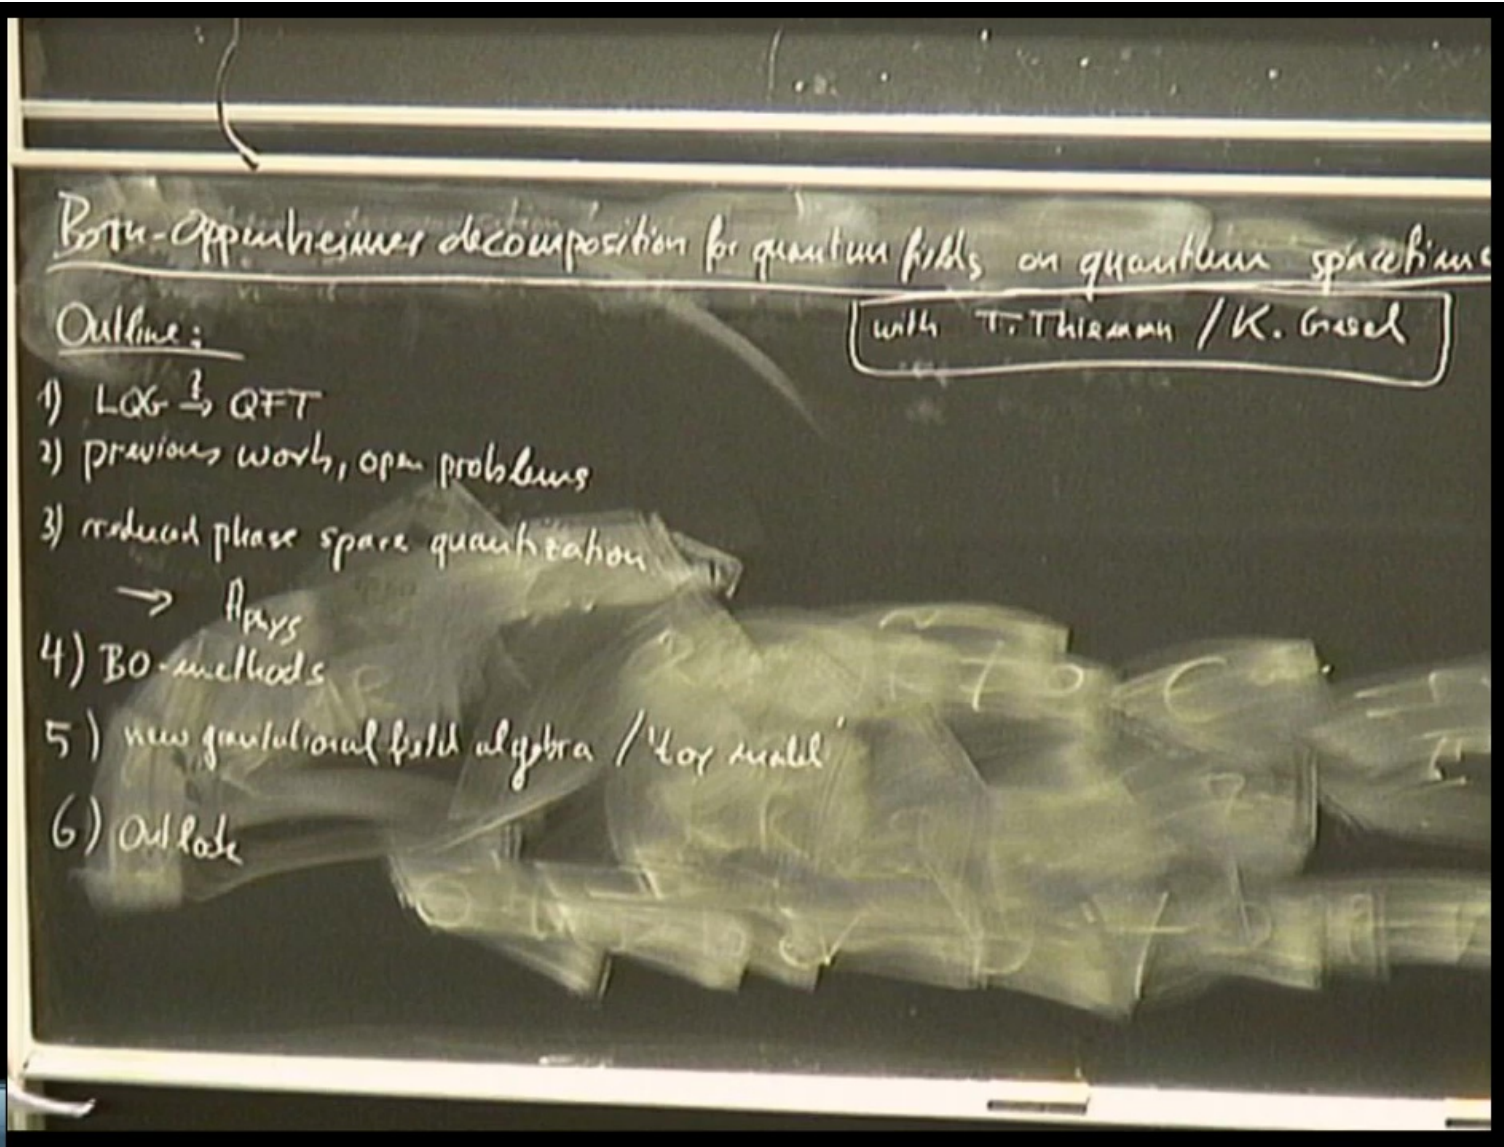 Born-Oppenheimer decomposition for quantum fields on quantum spacetime
with T. Thiemann / K. Giesel
Outline:
1) LQG ?→ QFT
2) previous work, open problems
3) reduced phase space quantization
→ Aphys
4) BO-methods
5) new gravitational field algebra / 'toy model'
6) Outlook